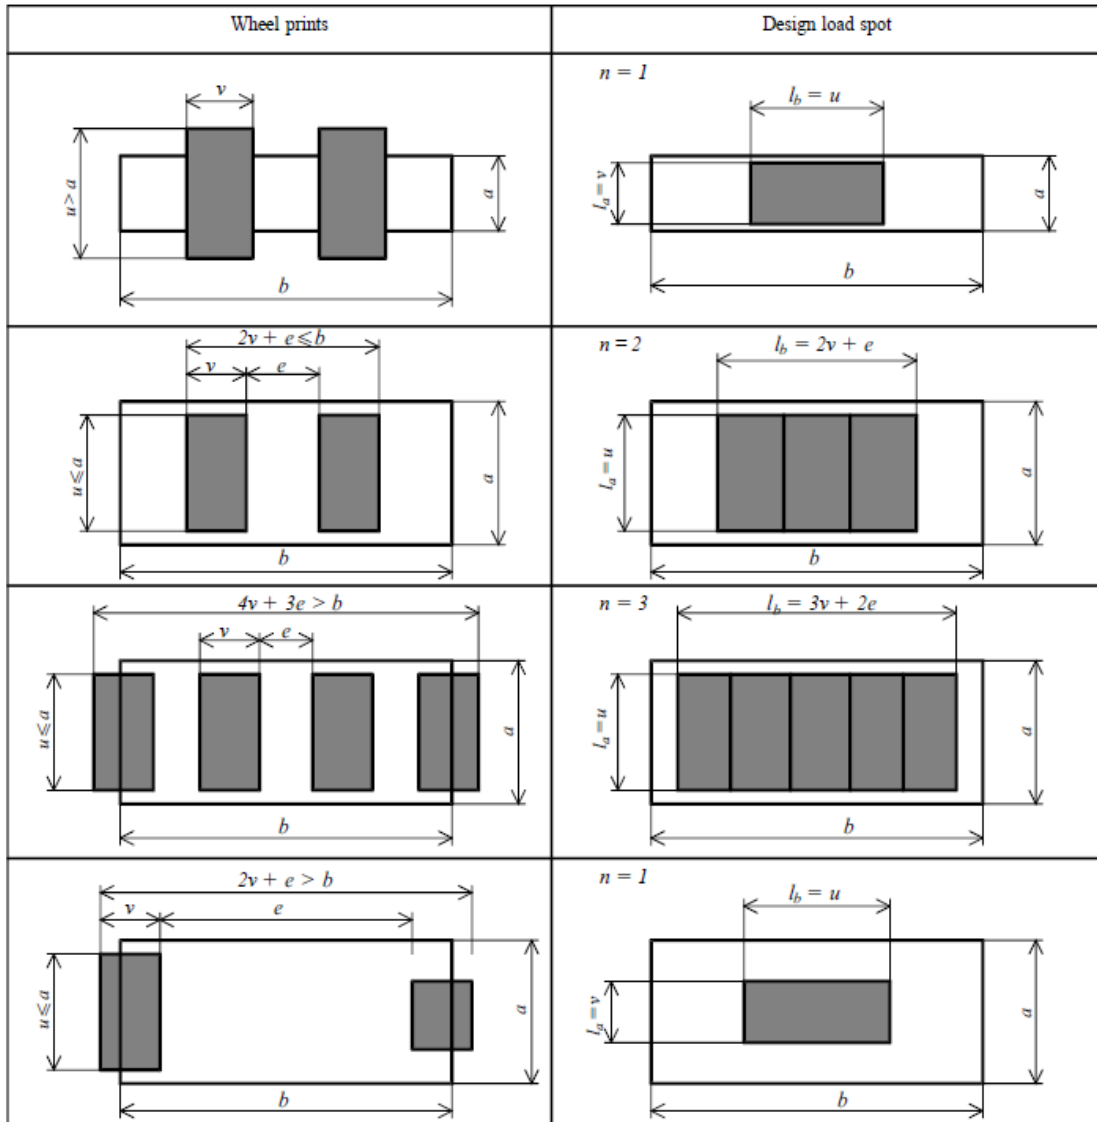 Wheel prints
Design load spot
v
u > a
a
b
n = 1
l_b = u
l_a = v
a
b
2v + e ⩽ b
v
e
u ⩽ a
a
b
n = 2
l_b = 2v + e
l_a = u
a
b
4v + 3e > b
v
e
u ⩽ a
a
b
n = 3
l_b = 3v + 2e
l_a = u
a
b
2v + e > b
v
e
u ⩽ a
a
b
n = 1
l_b = u
l_a = v
a
b